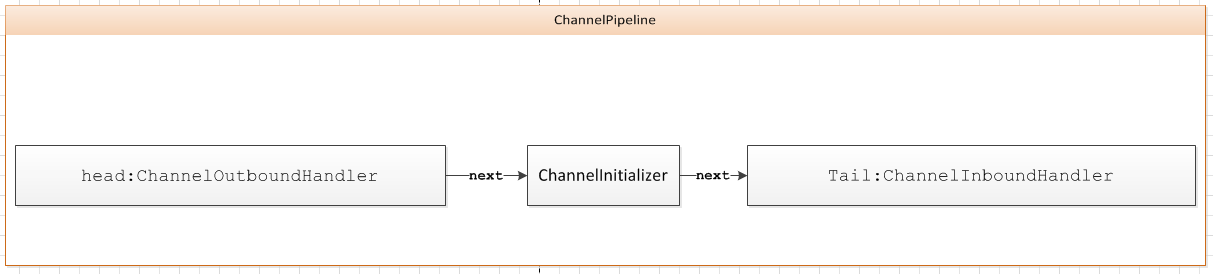 ChannelPipeline
head:ChannelOutboundHandler
next
ChannelInitializer
next
Tail:ChannelInboundHandler